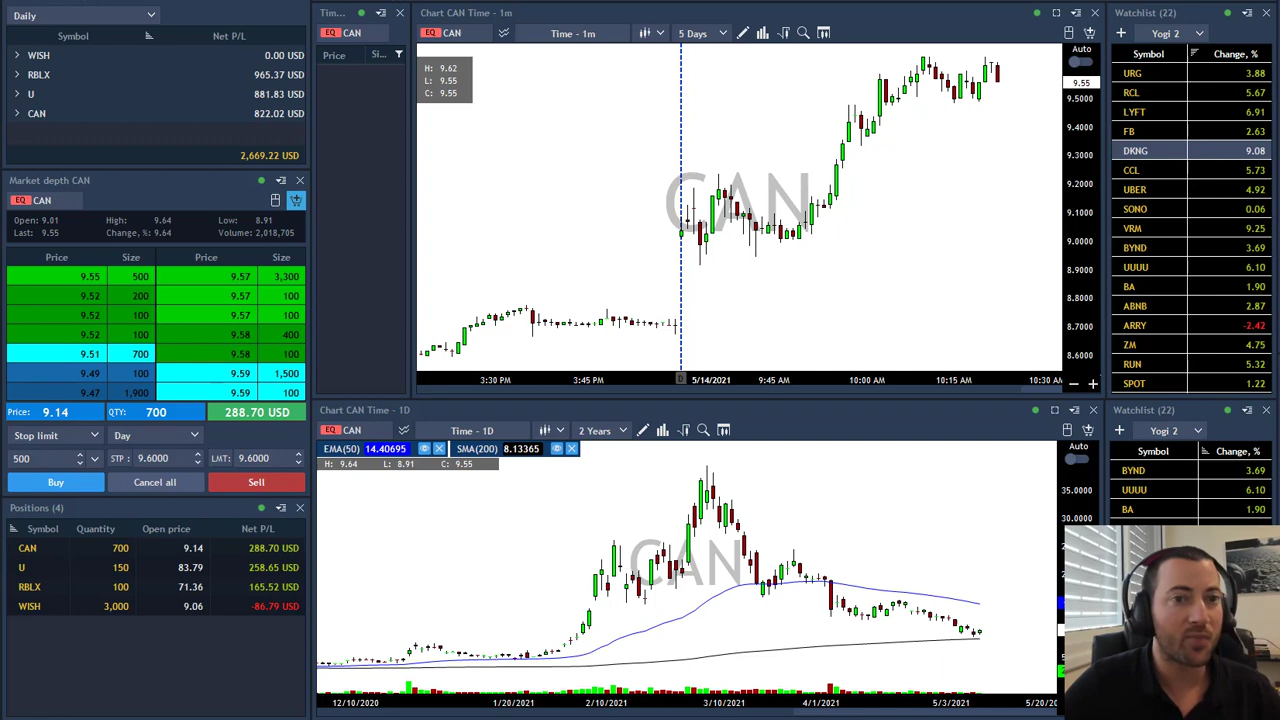 Daily
Symbol Net P/L
WISH 0.00 USD
RBLX 965.37 USD
U 881.83 USD
CAN 822.02 USD
2,669.22 USD
Market depth CAN
EQ CAN
Open: 9.01 High: 9.64 Low: 8.91
Last: 9.55 Change, %: 9.64 Volume: 2,018,705
Price Size Price Size
9.55 500 9.57 3,300
9.52 200 9.57 100
9.52 100 9.57 100
9.52 100 9.58 400
9.51 700 9.58 100
9.49 100 9.59 1,500
9.47 1,900 9.59 100
Price: 9.14 QTY: 700 288.70 USD
Stop limit Day
500 STP: 9.6000 LMT: 9.6000
Buy Cancel all Sell
Positions (4)
Symbol Quantity Open price Net P/L
CAN 700 9.14 288.70 USD
U 150 83.79 258.65 USD
RBLX 100 71.36 165.52 USD
WISH 3,000 9.06 -86.79 USD
Tim...
EQ CAN
Price Si...
Chart CAN Time - 1m
EQ CAN Time - 1m 5 Days
H: 9.62
L: 9.55
C: 9.55
CAN
Auto
9.55
9.5000
9.4000
9.3000
9.2000
9.1000
9.0000
8.9000
8.8000
8.7000
8.6000
3:30 PM 3:45 PM D 5/14/2021 9:45 AM 10:00 AM 10:15 AM 10:30 AM
Chart CAN Time - 1D
EQ CAN Time - 1D 2 Years
EMA(50) 14.40695 SMA(200) 8.13365
H: 9.64 L: 8.91 C: 9.55
CAN
Auto
35.0000
30.0000
12/10/2020 1/20/2021 2/10/2021 3/10/2021 4/1/2021 5/3/2021 5/20/2021
Watchlist (22)
Yogi 2
Symbol Change, %
URG 3.88
RCL 5.67
LYFT 6.91
FB 2.63
DKNG 9.08
CCL 5.73
UBER 4.92
SONO 0.06
VRM 9.25
BYND 3.69
UUUU 6.10
BA 1.90
ABNB 2.87
ARRY -2.42
ZM 4.75
RUN 5.32
SPOT 1.22
Watchlist (22)
Yogi 2
Symbol Change, %
BYND 3.69
UUUU 6.10
BA 1.90